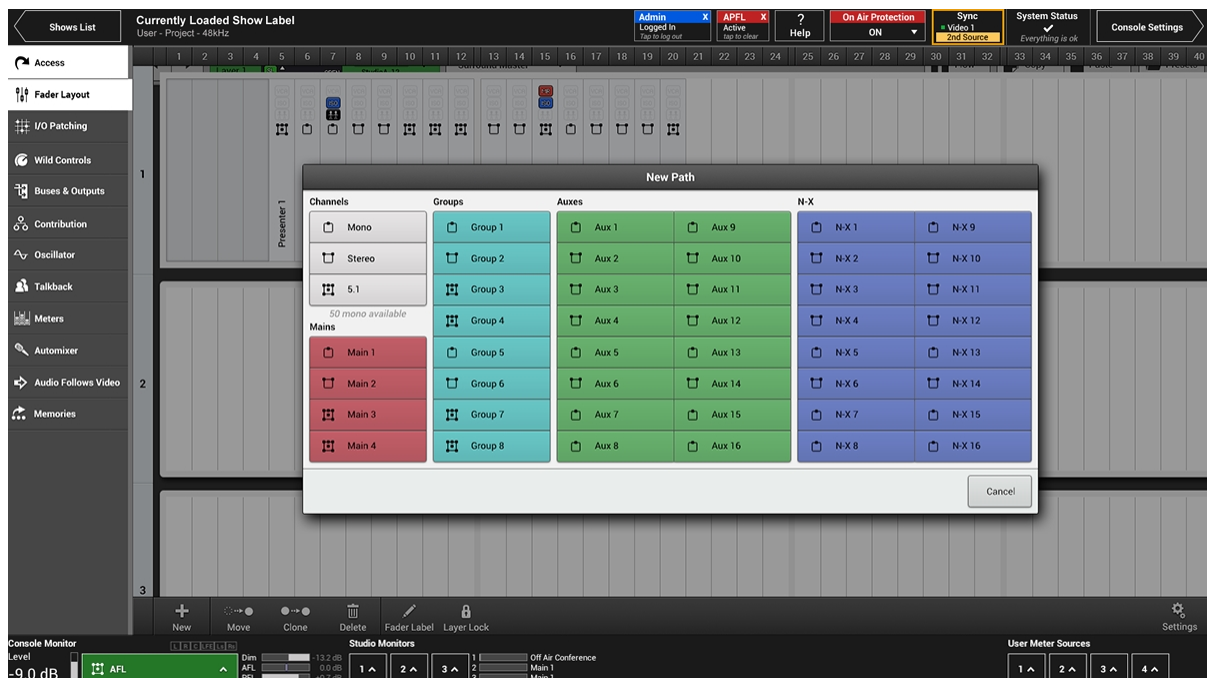 Shows List
Currently Loaded Show Label
User - Project - 48kHz
Admin X
Logged In
Tap to log out
APFL X
Active
tap to clear
?
Help
On Air Protection
ON
Sync
Video 1
2nd Source
System Status
Everything is ok
Console Settings
Access
Fader Layout
I/O Patching
Wild Controls
Buses & Outputs
Contribution
Oscillator
Talkback
Meters
Automixer
Audio Follows Video
Memories
1 2 3 4 5 6 7 8 9 10 11 12 13 14 15 16 17 18 19 20 21 22 23 24 25 26 27 28 29 30 31 32 33 34 35 36 37 38 39 40
1
2
3
Presenter 1
New Path
Channels
Mono
Stereo
5.1
50 mono available
Mains
Main 1
Main 2
Main 3
Main 4
Groups
Group 1
Group 2
Group 3
Group 4
Group 5
Group 6
Group 7
Group 8
Auxes
Aux 1 Aux 9
Aux 2 Aux 10
Aux 3 Aux 11
Aux 4 Aux 12
Aux 5 Aux 13
Aux 6 Aux 14
Aux 7 Aux 15
Aux 8 Aux 16
N-X
N-X 1 N-X 9
N-X 2 N-X 10
N-X 3 N-X 11
N-X 4 N-X 12
N-X 5 N-X 13
N-X 6 N-X 14
N-X 7 N-X 15
N-X 8 N-X 16
Cancel
New
Move
Clone
Delete
Fader Label
Layer Lock
Settings
Console Monitor
L R C LFE Ls Rs
Level
-9.0 dB
AFL
Dim -13.2 dB
AFL 0.0 dB
Studio Monitors
1
2
3
1 Off Air Conference
2 Main 1
User Meter Sources
1
2
3
4